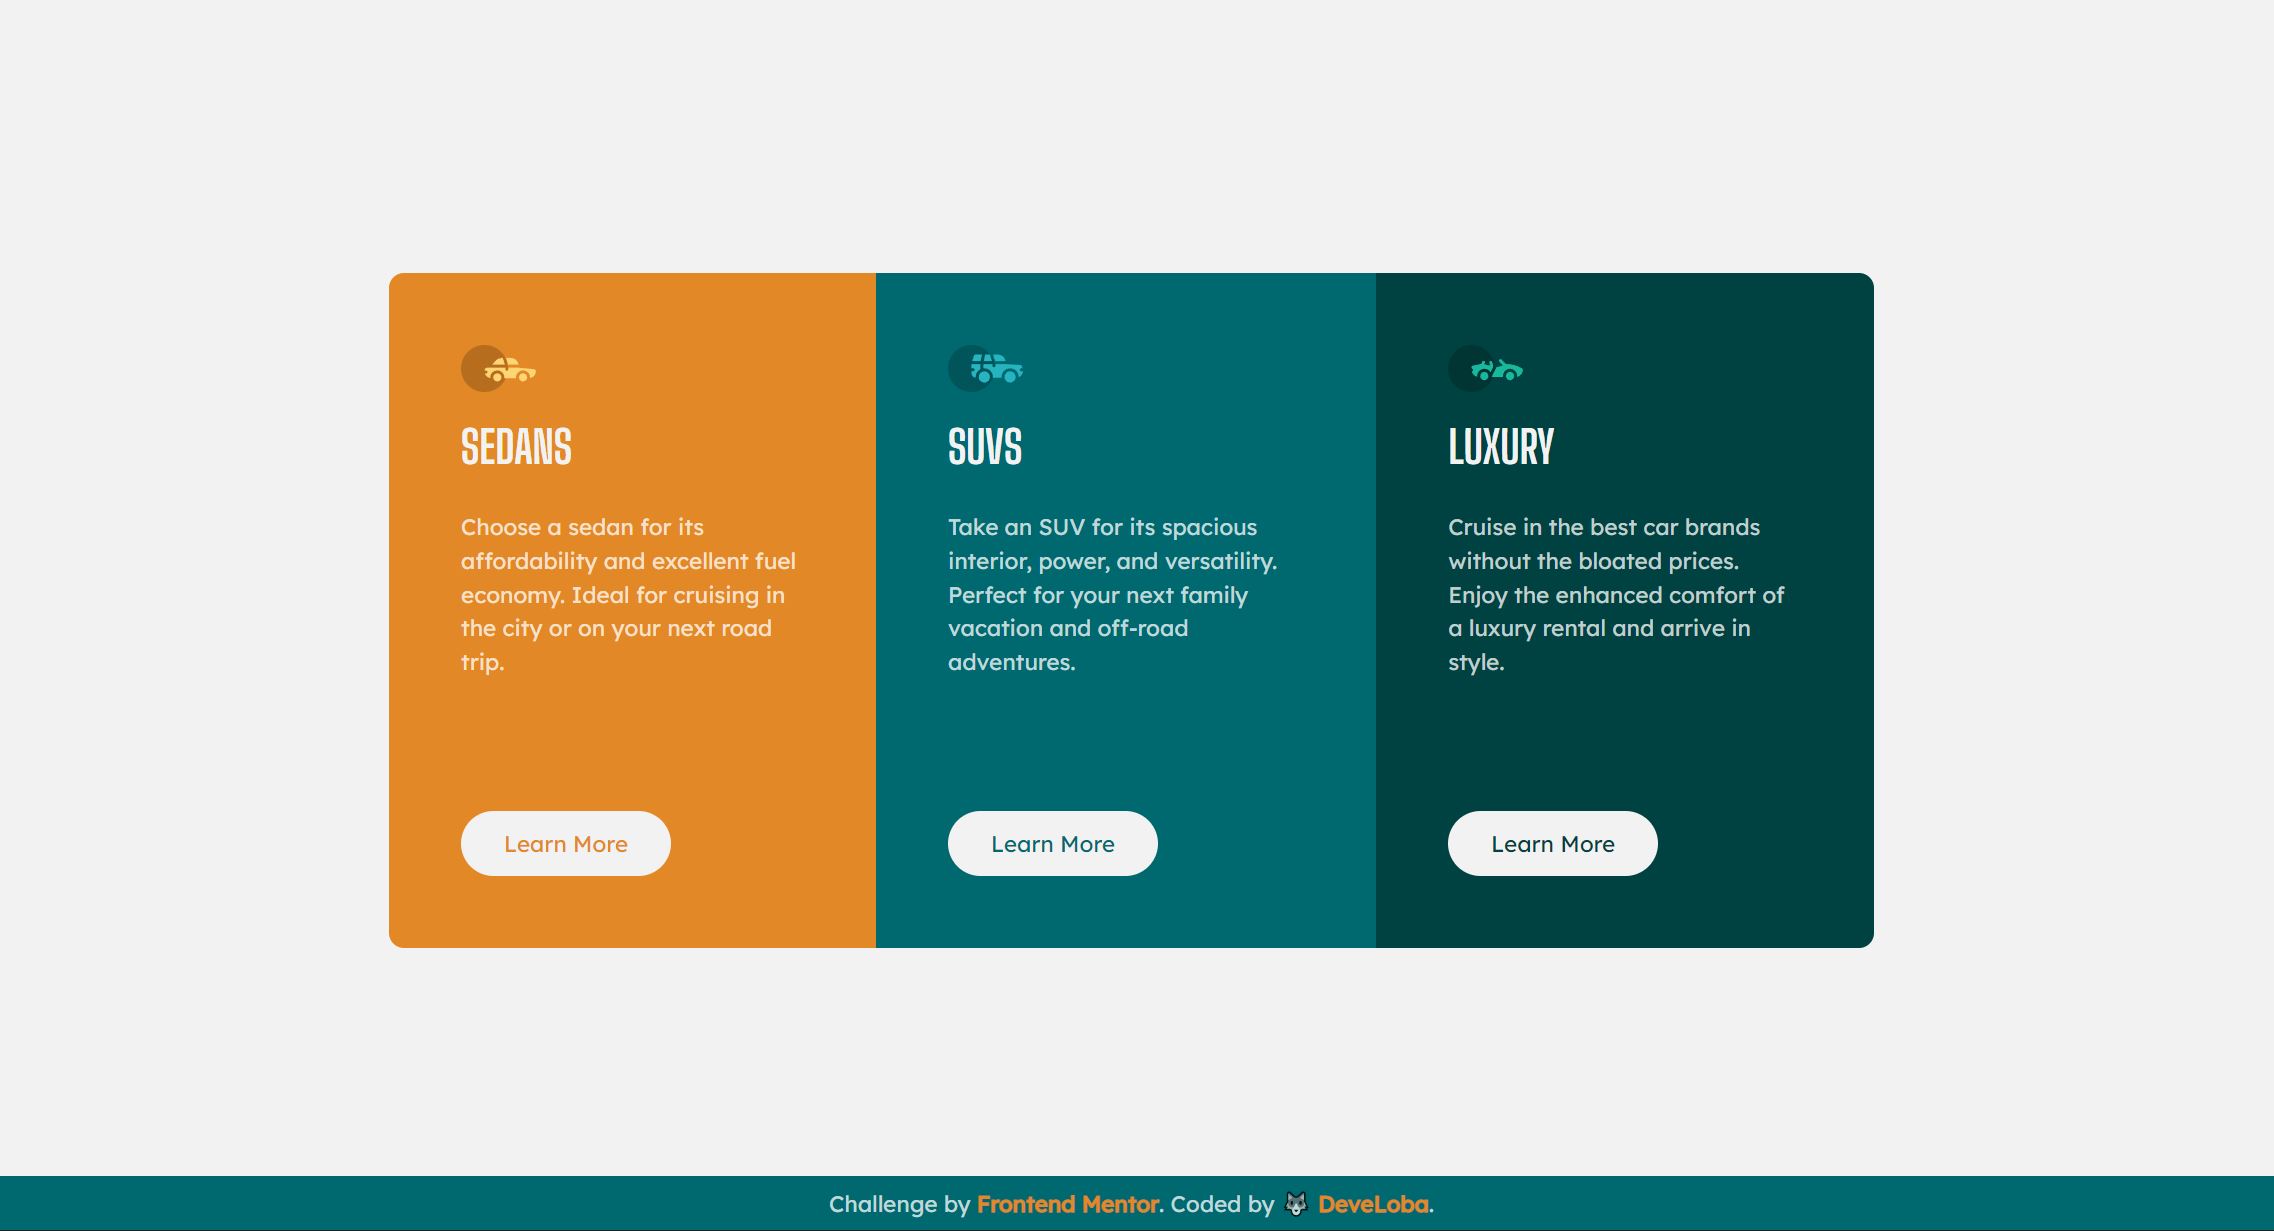 SEDANS
Choose a sedan for its
affordability and excellent fuel
economy. Ideal for cruising in
the city or on your next road
trip.
Learn More
SUVS
Take an SUV for its spacious
interior, power, and versatility.
Perfect for your next family
vacation and off-road
adventures.
Learn More
LUXURY
Cruise in the best car brands
without the bloated prices.
Enjoy the enhanced comfort of
a luxury rental and arrive in
style.
Learn More
Challenge by Frontend Mentor. Coded by 🐺 DeveLoba.